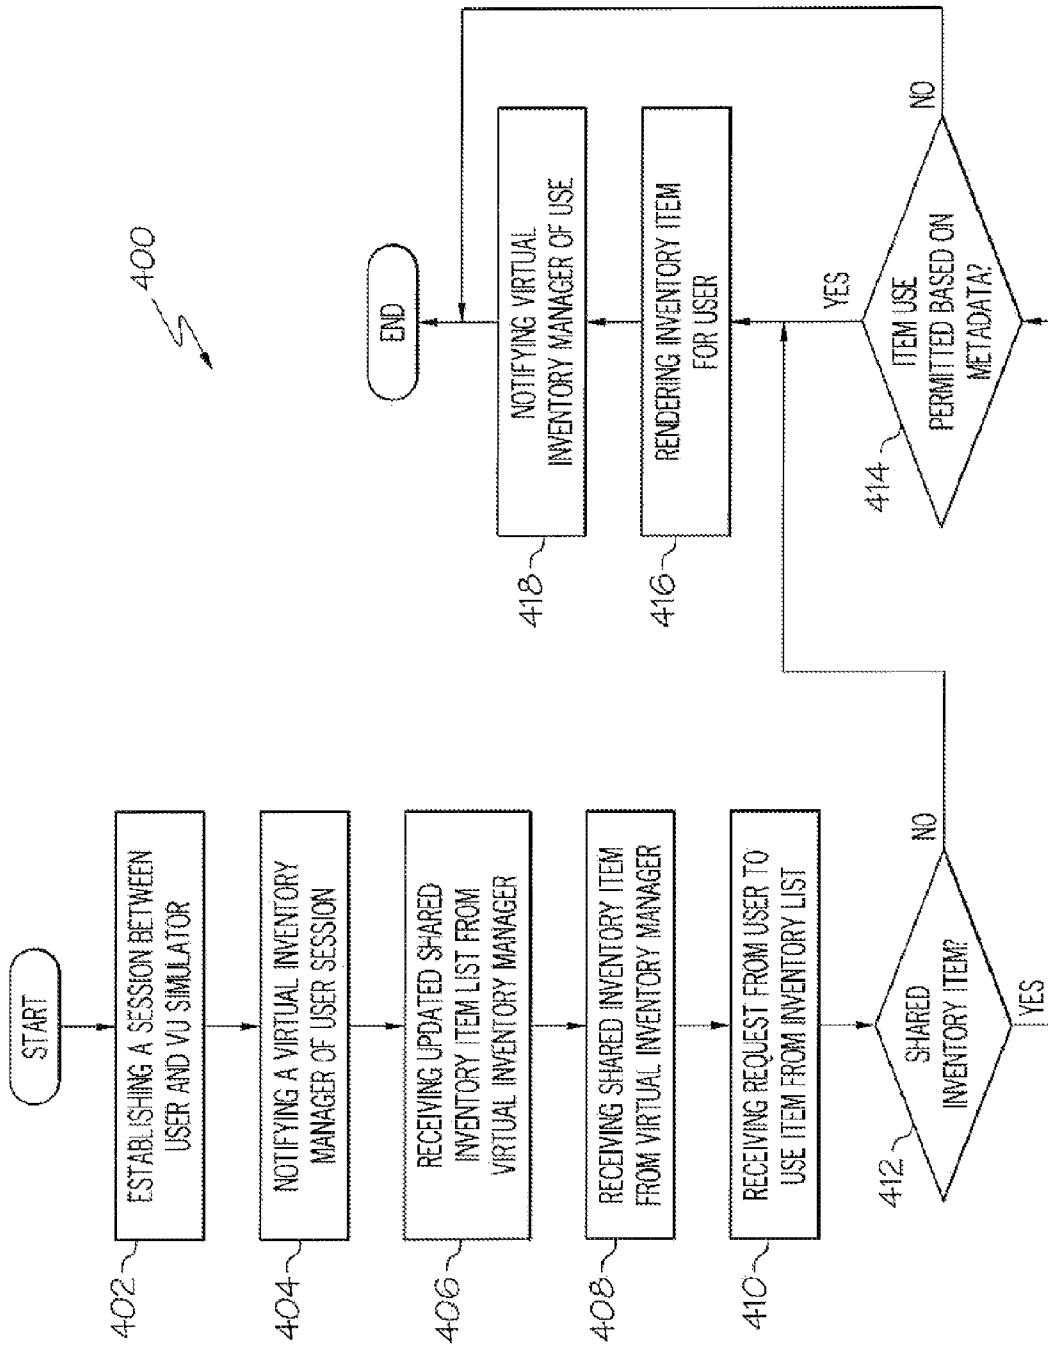 400
START
402
ESTABLISHING A SESSION BETWEEN
USER AND VU SIMULATOR
404
NOTIFYING A VIRTUAL INVENTORY
MANAGER OF USER SESSION
406
RECEIVING UPDATED SHARED
INVENTORY ITEM LIST FROM
VIRTUAL INVENTORY MANAGER
408
RECEIVING SHARED INVENTORY ITEM
FROM VIRTUAL INVENTORY MANAGER
410
RECEIVING REQUEST FROM USER TO
USE ITEM FROM INVENTORY LIST
412
SHARED
INVENTORY ITEM?
NO
YES
END
418
NOTIFYING VIRTUAL
INVENTORY MANAGER OF USE
416
RENDERING INVENTORY ITEM
FOR USER
YES
414
ITEM USE
PERMITTED BASED ON
METADATA?
NO